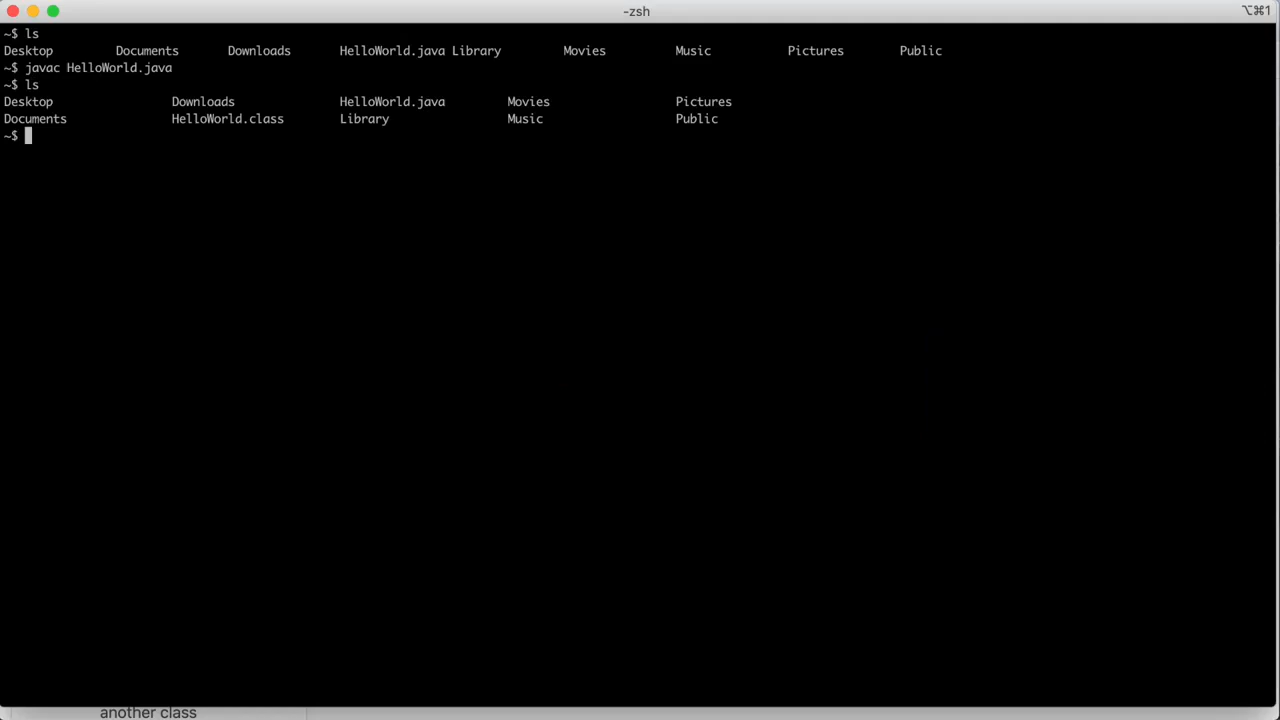 -zsh
⌥⌘1
~$ ls
Desktop Documents Downloads HelloWorld.java Library Movies Music Pictures Public
~$ javac HelloWorld.java
~$ ls
Desktop Downloads HelloWorld.java Movies Pictures
Documents HelloWorld.class Library Music Public
~$
another class